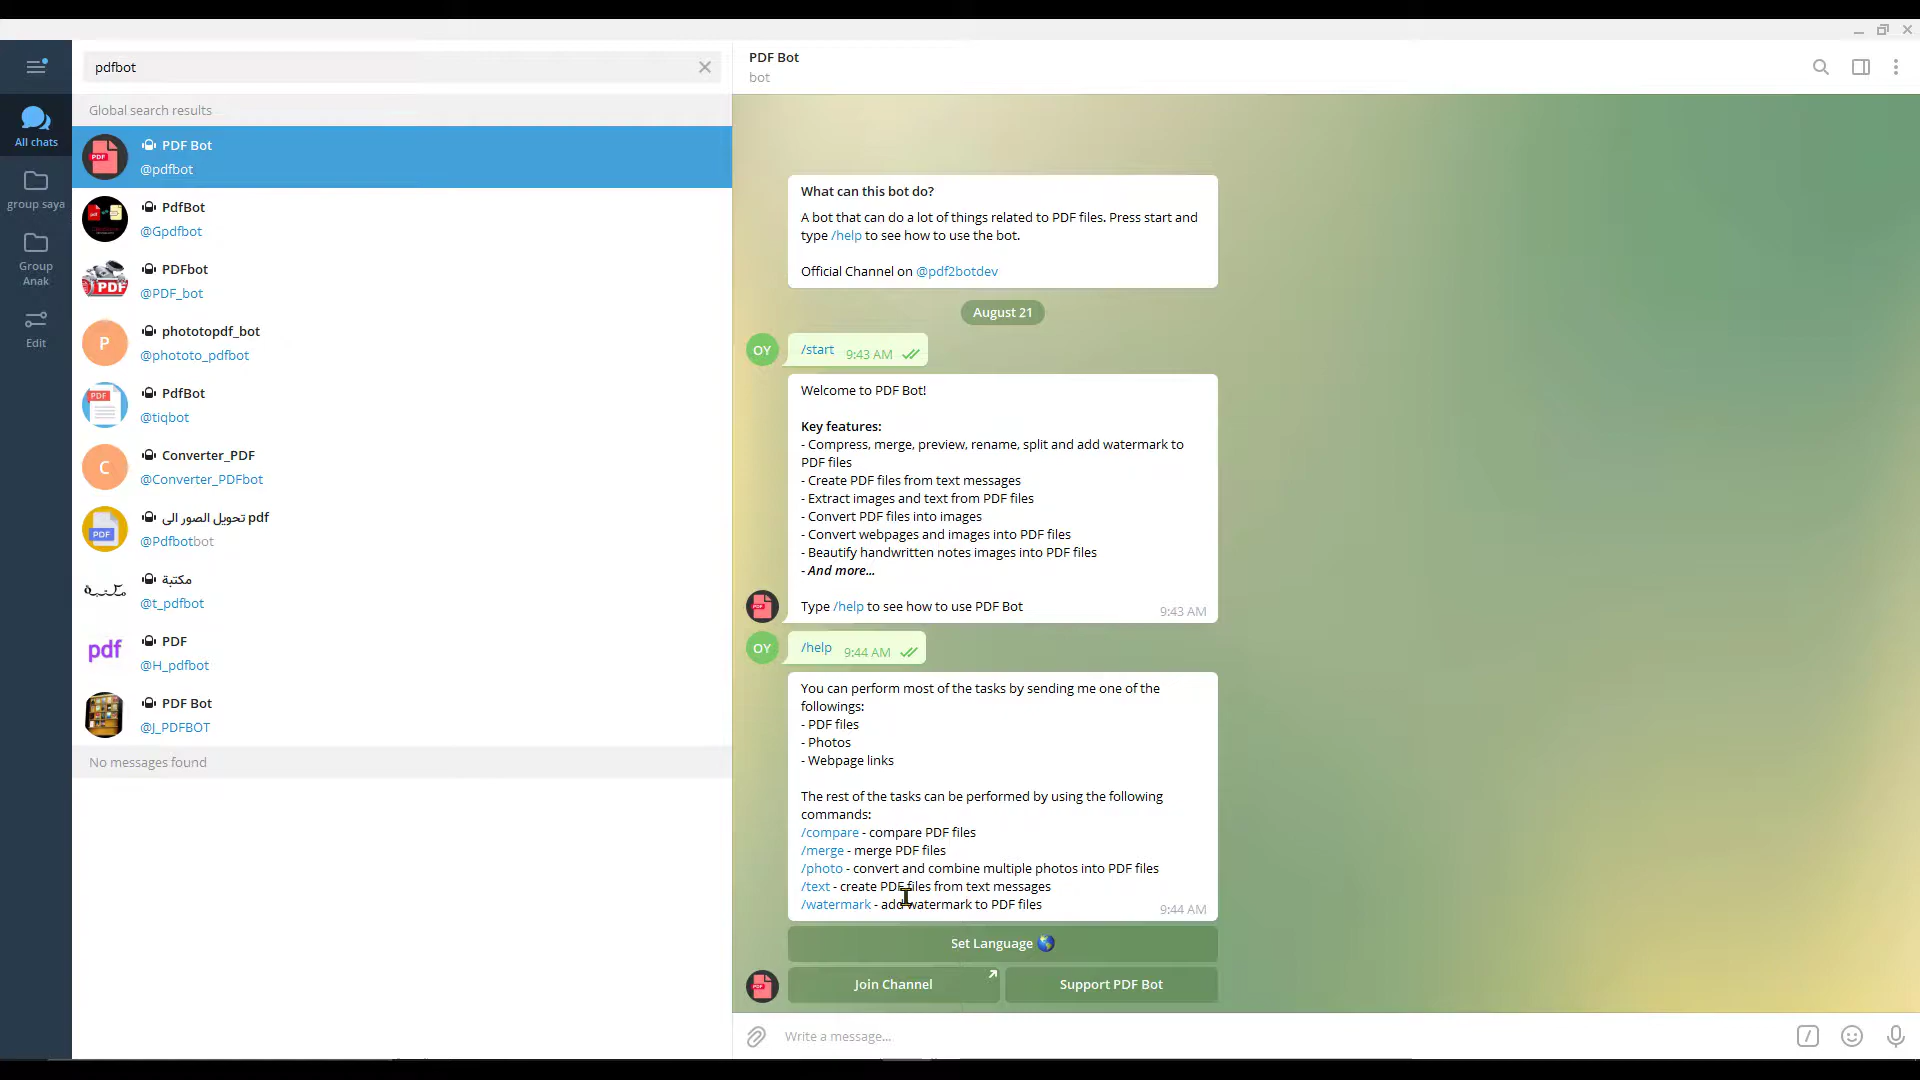 pdfbot
Global search results
All chats
group saya
Group
Anak
Edit
PDF
PDF Bot
@pdfbot
PdfBot
@Gpdfbot
PDF
PDFbot
@PDF_bot
P
phototopdf_bot
@phototo_pdfbot
PDF
PdfBot
@tiqbot
C
Converter_PDF
@Converter_PDFbot
PDF
تحويل الصور الى pdf
@Pdfbotbot
مكتبة
@t_pdfbot
pdf
PDF
@H_pdfbot
PDF Bot
@J_PDFBOT
No messages found
PDF Bot
bot
What can this bot do?
A bot that can do a lot of things related to PDF files. Press start and
type /help to see how to use the bot.
Official Channel on @pdf2botdev
August 21
OY
/start 9:43 AM
Welcome to PDF Bot!
Key features:
- Compress, merge, preview, rename, split and add watermark to
PDF files
- Create PDF files from text messages
- Extract images and text from PDF files
- Convert PDF files into images
- Convert webpages and images into PDF files
- Beautify handwritten notes images into PDF files
- And more...
Type /help to see how to use PDF Bot
9:43 AM
OY
/help 9:44 AM
You can perform most of the tasks by sending me one of the
followings:
- PDF files
- Photos
- Webpage links
The rest of the tasks can be performed by using the following
commands:
/compare - compare PDF files
/merge - merge PDF files
/photo - convert and combine multiple photos into PDF files
/text - create PDF files from text messages
/watermark - add watermark to PDF files
9:44 AM
Set Language
Join Channel
Support PDF Bot
Write a message...